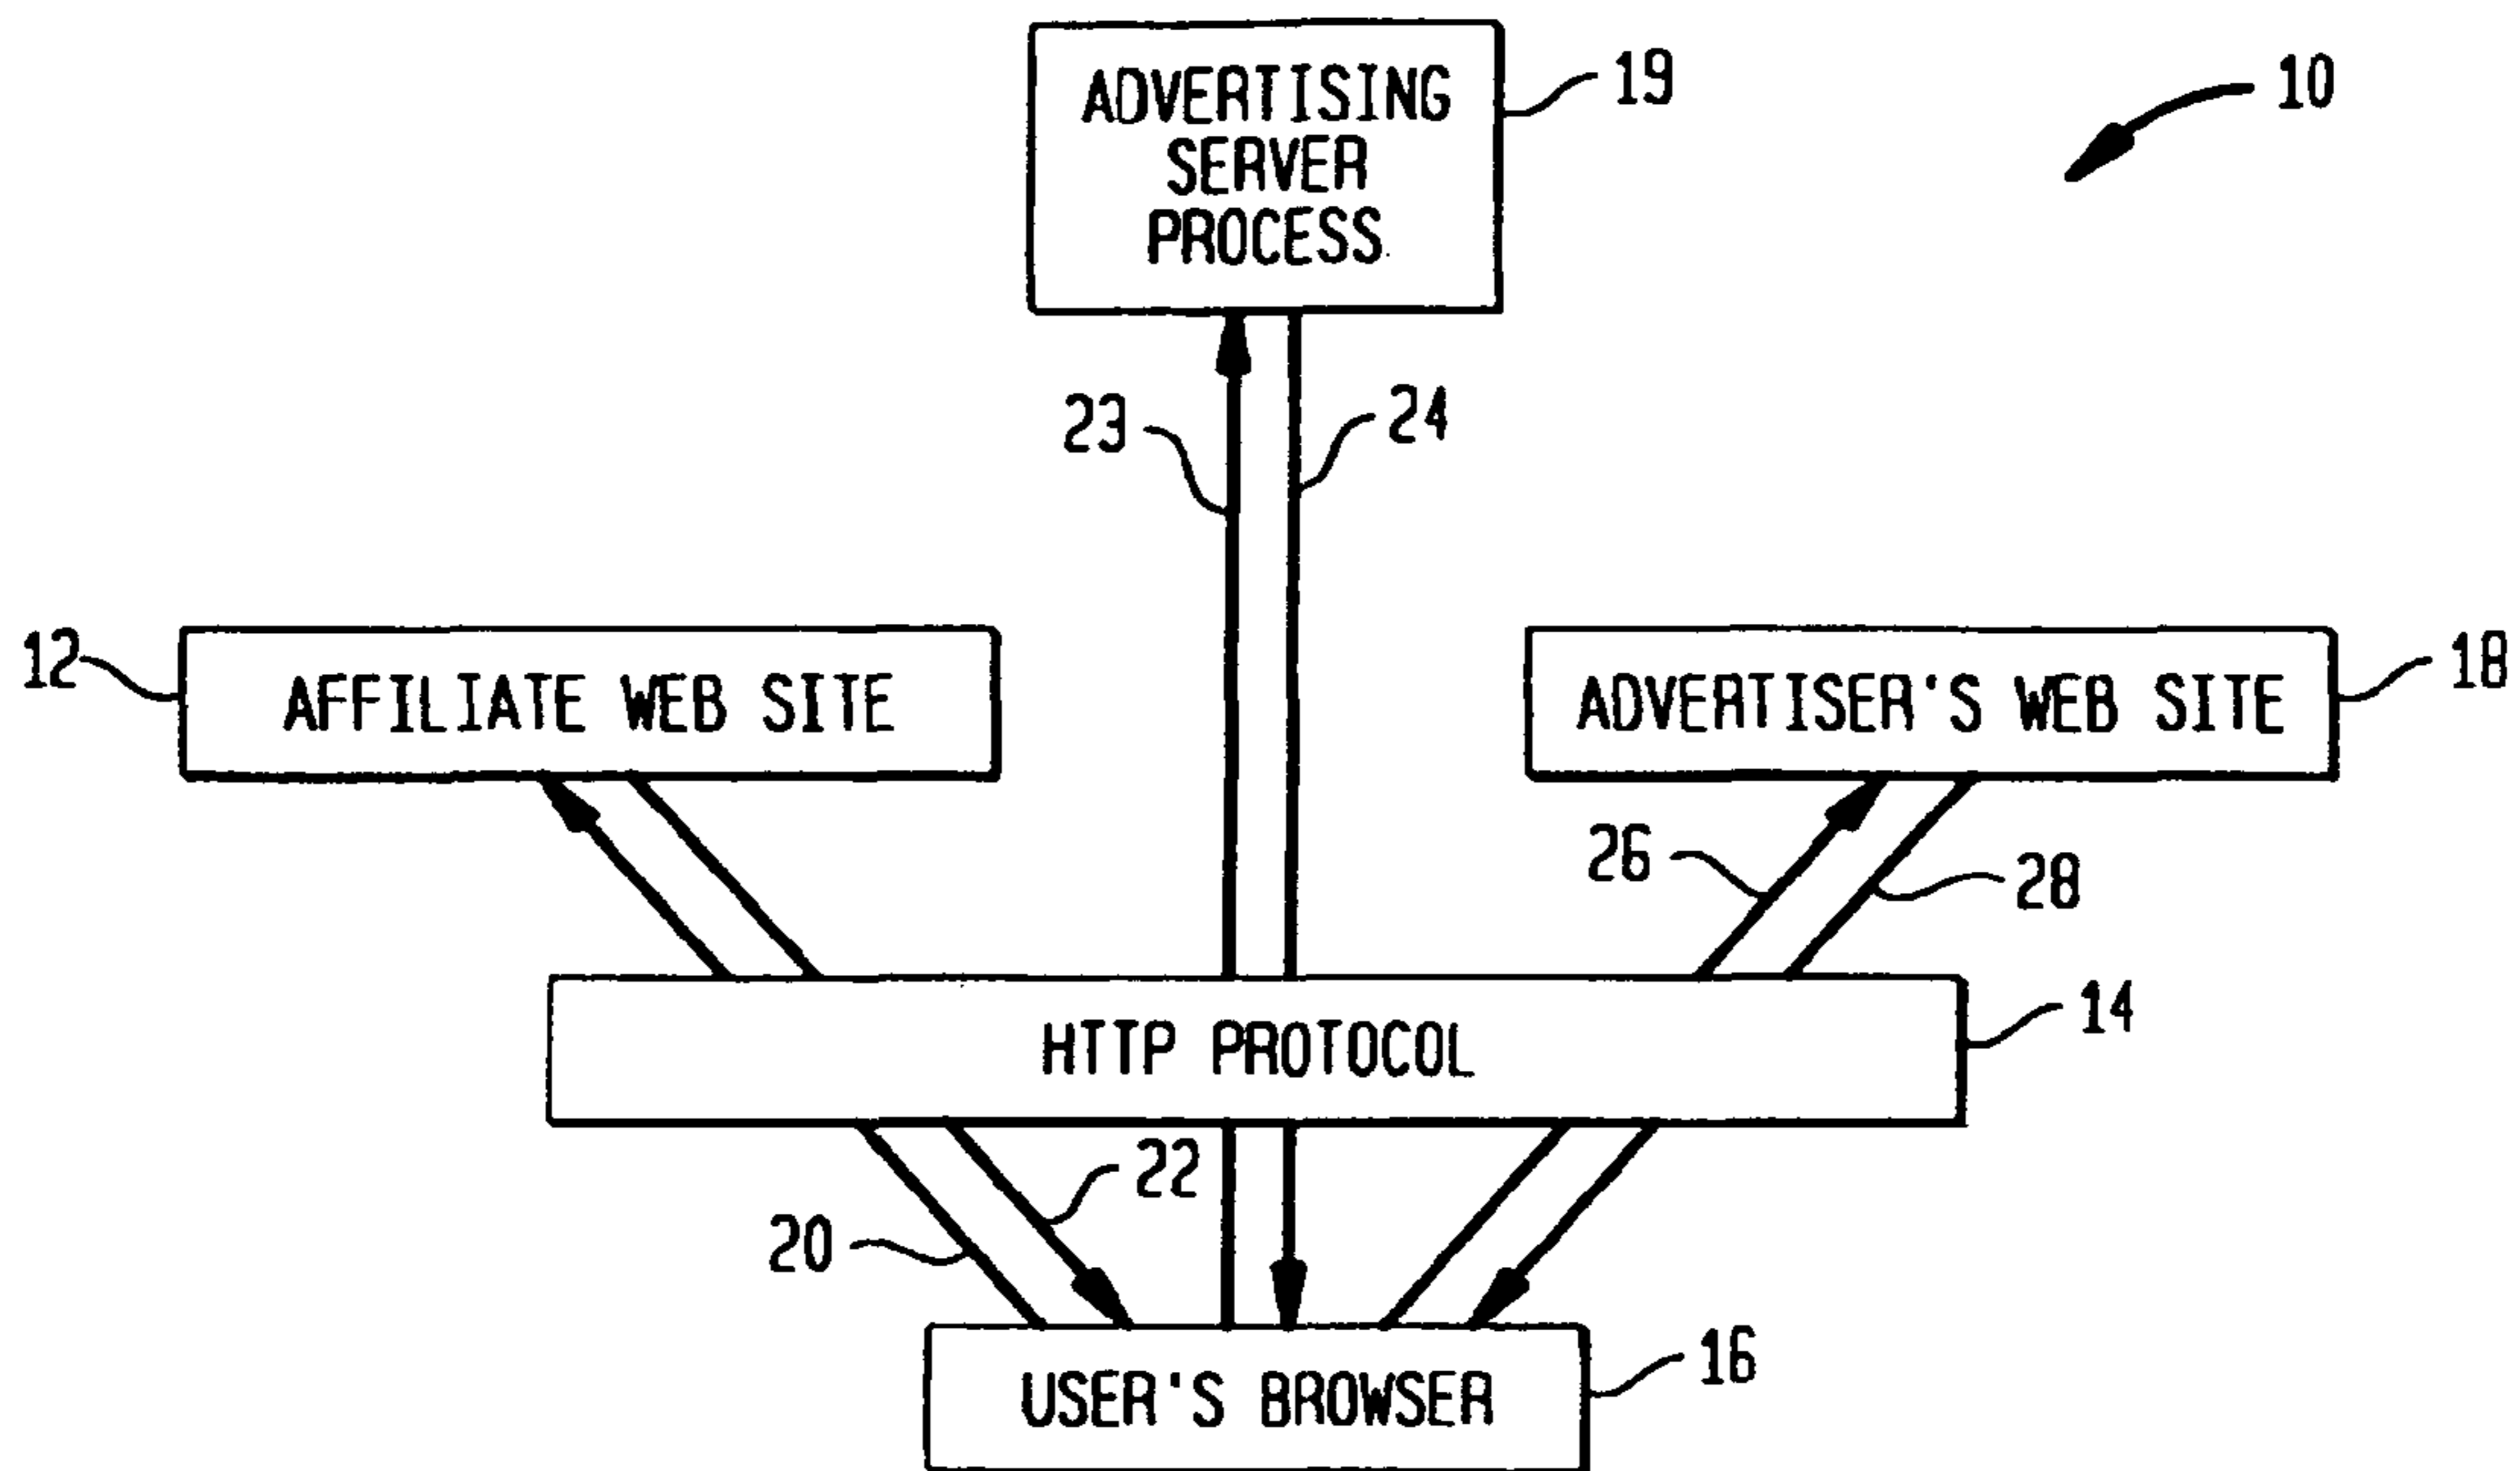 ADVERTISING
SERVER
PROCESS
19
10
23
24
12
AFFILIATE WEB SITE
ADVERTISER'S WEB SITE
18
26
28
HTTP PROTOCOL
14
22
20
USER'S BROWSER
16